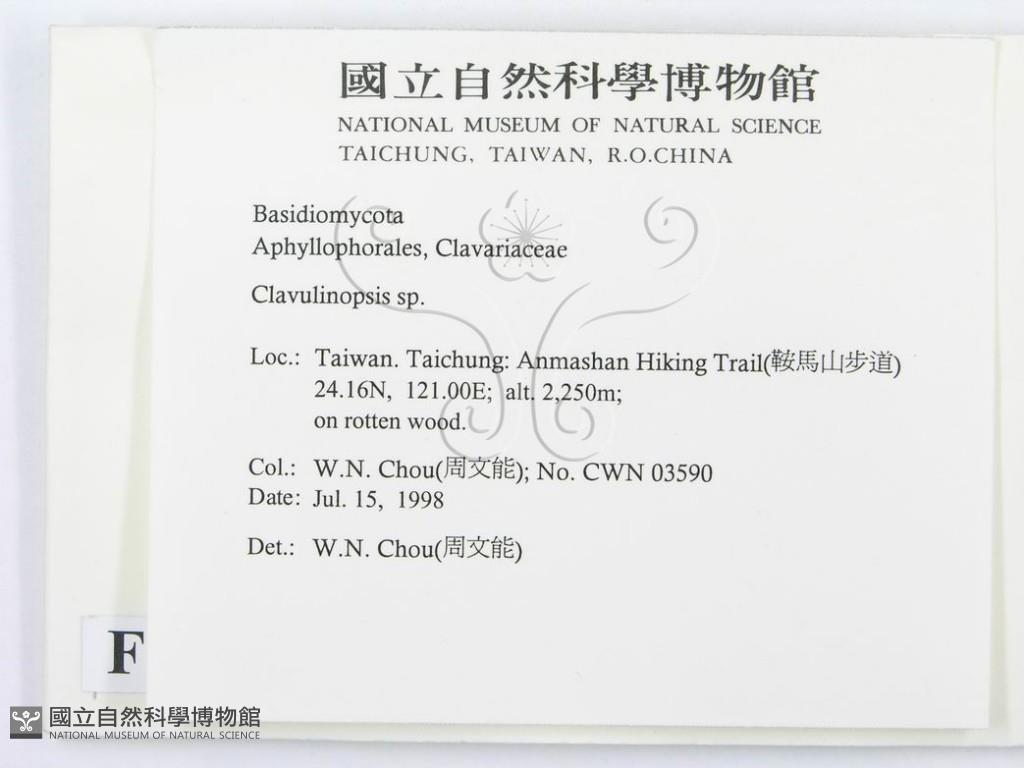 國立自然科學博物館
NATIONAL MUSEUM OF NATURAL SCIENCE
TAICHUNG, TAIWAN, R.O.CHINA
Basidiomycota
Aphyllophorales, Clavariaceae
Clavulinopsis sp.
Loc.: Taiwan. Taichung: Anmashan Hiking Trail(鞍馬山步道)
24.16N, 121.00E; alt. 2,250m;
on rotten wood.
Col.: W.N. Chou(周文能); No. CWN 03590
Date: Jul. 15, 1998
Det.: W.N. Chou(周文能)
F
國立自然科學博物館
NATIONAL MUSEUM OF NATURAL SCIENCE